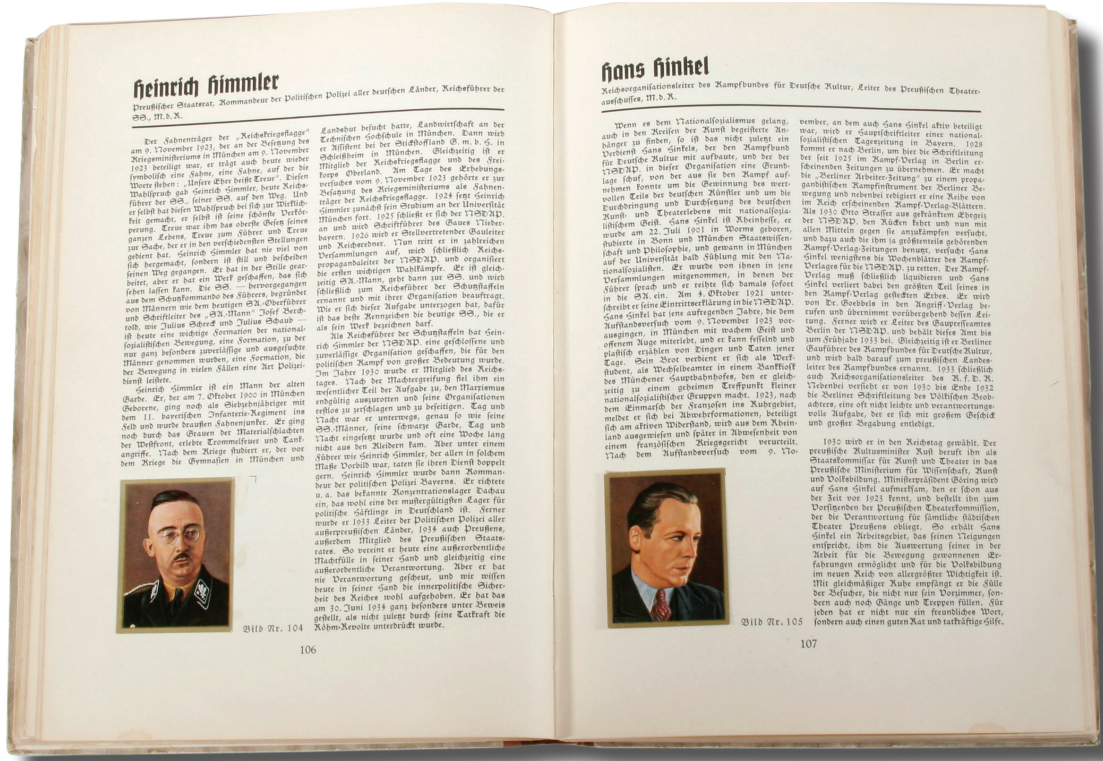 Heinrich Himmler
Preußischer Staatsrat, Kommandeur der Politischen Polizei aller deutschen Länder, Reichsführer der
SS., M.d.R.
Der Fahnenträger der „Reichskriegsflagge"
am 9. November 1923, der an der Besetzung des
Kriegsministeriums in München am 9. November
1923 beteiligt war, er trägt auch heute wieder
symbolisch eine Fahne, eine Fahne, auf der die
Worte stehen: „Unsere Ehre heißt Treue". Diesen
Wahlspruch gab Heinrich Himmler, heute Reichs-
führer der SS., seiner SS. auf den Weg. Und
er selbst hat diesen Wahlspruch bei sich zur Wirklich-
keit gemacht, er selbst ist seine schönste Verkör-
perung. Treue war ihm das oberste Gesetz seines
ganzen Lebens, Treue zum Führer und Treue
zur Sache, der er in den verschiedensten Stellungen
gedient hat. Heinrich Himmler hat nie viel von
sich hergemacht, sondern ist still und bescheiden
seinen Weg gegangen. Er hat in der Stille gear-
beitet, aber er hat ein Werk geschaffen, das sich
sehen lassen kann. Die SS. — hervorgegangen
aus dem Schutzkommando des Führers, begründet
von Männern wie dem heutigen SA.-Oberführer
und Schriftleiter des „SA.-Mann" Josef Berch-
told, wie Julius Schreck und Julius Schaub —
ist heute eine wichtige Formation der national-
sozialistischen Bewegung, eine Formation, zu der
nur ganz besonders zuverlässige und ausgesuchte
Männer genommen wurden, eine Formation, die
der Bewegung in vielen Fällen eine Art Polizei-
dienst leistete.
Heinrich Himmler ist ein Mann der alten
Garde. Er, der am 7. Oktober 1900 in München
Geborene, ging noch als Siebzehnjähriger mit
dem 11. bayerischen Infanterie-Regiment ins
Feld und wurde draußen Fahnenjunker. Er ging
noch durch das Grauen der Materialschlachten
der Westfront, erlebte Trommelfeuer und Tank-
angriffe. Nach dem Kriege studiert er, der vor
dem Kriege die Gymnasien in München und
Bild Nr. 104
Landshut besucht hatte, Landwirtschaft an der
Technischen Hochschule in München. Dann wird
er Assistent bei der Stickstoffland G. m. b. H. in
Schleißheim in München. Gleichzeitig ist er
Mitglied der Reichskriegsflagge und des Frei-
korps Oberland. Am Tage des Erhebungs-
versuches vom 9. November 1923 gehörte er zur
Besatzung des Kriegsministeriums als Fahnen-
träger der Reichskriegsflagge. 1924 setzt Heinrich
Himmler zunächst sein Studium an der Universität
München fort. 1925 schließt er sich der NSDAP.
an und wird Schriftführer des Gaues Nieder-
bayern. 1926 wird er Stellvertretender Gauleiter
und Reichsredner. Nun tritt er in zahlreichen
Versammlungen auf, wird schließlich Reichs-
propagandaleiter der NSDAP. und organisiert
die ersten wichtigen Wahlkämpfe. Er ist gleich-
zeitig SA.-Mann, geht dann zur SS. und wird
schließlich zum Reichsführer der Schutzstaffeln
ernannt und mit ihrer Organisation beauftragt.
Wie er sich dieser Aufgabe unterzogen hat, dafür
ist das beste Kennzeichen die heutige SS., die er
als sein Werk bezeichnen darf.
Als Reichsführer der Schutzstaffeln hat Hein-
rich Himmler der NSDAP. eine geschlossene und
zuverlässige Organisation geschaffen, die für den
politischen Kampf von großer Bedeutung wurde.
Im Jahre 1930 wurde er Mitglied des Reichs-
tages. Nach der Machtergreifung fiel ihm ein
wesentlicher Teil der Aufgabe zu, den Marxismus
endgültig auszurotten und seine Organisationen
restlos zu zerschlagen und zu beseitigen. Tag und
Nacht war er unterwegs, genau so wie seine
SS.-Männer, seine schwarze Garde, Tag und
Nacht eingesetzt wurde und oft eine Woche lang
nicht aus den Kleidern kam. Aber unter einem
Führer wie Heinrich Himmler, der allen in solchem
Maße Vorbild war, taten sie ihren Dienst doppelt
gern. Heinrich Himmler wurde dann Komman-
deur der politischen Polizei Bayerns. Er richtete
u. a. das bekannte Konzentrationslager Dachau
ein, das wohl eins der mustergültigsten Lager für
politische Häftlinge in Deutschland ist. Ferner
wurde er 1933 Leiter der Politischen Polizei aller
außerpreußischen Länder, 1934 auch Preußens,
außerdem Mitglied des Preußischen Staats-
rates. So vereint er heute eine außerordentliche
Machtfülle in seiner Hand und gleichzeitig eine
außerordentliche Verantwortung. Aber er hat
nie Verantwortung gescheut, und wir wissen
heute in seiner Hand die innerpolitische Sicher-
heit des Reiches wohl aufgehoben. Er hat das
am 30. Juni 1934 ganz besonders unter Beweis
gestellt, als nicht zuletzt durch seine Tatkraft die
Röhm-Revolte unterdrückt wurde.
106
Hans Hinkel
Reichsorganisationsleiter des Kampfbundes für Deutsche Kultur, Leiter des Preußischen Theater-
ausschusses, M.d.R.
Wenn es dem Nationalsozialismus gelang,
auch in den Kreisen der Kunst begeisterte An-
hänger zu finden, so ist das nicht zuletzt ein
Verdienst Hans Hinkels, der den Kampfbund
für Deutsche Kultur mit aufbaute, und der der
NSDAP. in dieser Organisation eine Grund-
lage schuf, von der aus sie den Kampf auf-
nehmen konnte um die Gewinnung des wert-
vollen Teils der deutschen Künstler und um die
Durchdringung und Durchsetzung des deutschen
Kunst- und Theaterlebens mit nationalsozia-
listischem Geist. Hans Hinkel ist Rheinhesse, er
wurde am 22. Juli 1901 in Worms geboren,
studierte in Bonn und München Staatswissen-
schaft und Philosophie, und gewann in München
auf der Universität bald Fühlung mit den Na-
tionalsozialisten. Er wurde von ihnen in jene
Versammlungen mitgenommen, in denen der
Führer sprach und er reihte sich damals sofort
in die SA. ein. Am 4. Oktober 1921 unter-
schreibt er seine Eintrittserklärung in die NSDAP.
Hans Hinkel hat jene aufregenden Jahre, die dem
Aufstandsversuch vom 9. November 1923 vor-
ausgingen, in München mit wachem Geist und
offenem Auge miterlebt, und er kann fesselnd und
plastisch erzählen von Dingen und Taten jener
Tage. Sein Brot verdient er sich als Werk-
student, als Wechselbeamter in einem Bankkiosk
des Münchener Hauptbahnhofes, den er gleich-
zeitig zu einem geheimen Treffpunkt kleiner
nationalsozialistischer Gruppen macht. 1923, nach
dem Einmarsch der Franzosen ins Ruhrgebiet,
meldet er sich bei Abwehrformationen, beteiligt
sich am aktiven Widerstand, wird aus dem Rhein-
land ausgewiesen und später in Abwesenheit von
einem französischen Kriegsgericht verurteilt.
Nach dem Aufstandsversuch vom 9. No-
Bild Nr. 105
vember, an dem auch Hans Hinkel aktiv beteiligt
war, wird er Hauptschriftleiter einer national-
sozialistischen Tageszeitung in Bayern. 1928
kommt er nach Berlin, um hier die Schriftleitung
der seit 1925 im Kampf-Verlag in Berlin er-
scheinenden Zeitungen zu übernehmen. Er macht
die „Berliner Arbeiter-Zeitung" zu einem propa-
gandistischen Kampfinstrument der Berliner Be-
wegung und nebenbei redigiert er eine Reihe von
im Reich erscheinenden Kampf-Verlag-Blättern.
Als 1930 Otto Strasser aus gekränktem Ehrgeiz
der NSDAP. den Rücken kehrt und nun mit
allen Mitteln gegen sie anzukämpfen versucht,
und dazu auch die ihm ja größtenteils gehörenden
Kampf-Verlag-Zeitungen benutzt, versucht Hans
Hinkel wenigstens die Wochenblätter des Kampf-
Verlages für die NSDAP. zu retten. Der Kampf-
Verlag muß schließlich liquidieren und Hans
Hinkel verliert dabei den größten Teil seines in
den Kampf-Verlag gesteckten Erbes. Er wird
von Dr. Goebbels in den Angriff-Verlag be-
rufen und übernimmt vorübergehend dessen Lei-
tung. Ferner wird er Leiter des Gaupresseamtes
Berlin der NSDAP. und behält dieses Amt bis
zum Frühjahr 1933 bei. Gleichzeitig ist er Berliner
Gauführer des Kampfbundes für Deutsche Kultur,
und wird bald darauf zum preußischen Landes-
leiter des Kampfbundes ernannt. 1933 schließlich
auch Reichsorganisationsleiter des K. f. D. K.
Nebenbei versieht er von 1930 bis Ende 1932
die Berliner Schriftleitung des Völkischen Beob-
achters, eine oft nicht leichte und verantwortungs-
volle Aufgabe, der er sich mit großem Geschick
und großer Begabung entledigt.
1930 wird er in den Reichstag gewählt. Der
preußische Kultusminister Rust beruft ihn als
Staatskommissar für Kunst und Theater in das
Preußische Ministerium für Wissenschaft, Kunst
und Volksbildung. Ministerpräsident Göring wird
auf Hans Hinkel aufmerksam, den er schon aus
der Zeit vor 1923 kennt, und bestellt ihn zum
Vorsitzenden der Preußischen Theaterkommission,
der die Verantwortung für sämtliche städtischen
Theater Preußens obliegt. So erhält Hans
Hinkel ein Arbeitsgebiet, das seinen Neigungen
entspricht, ihm die Auswertung seiner in der
Arbeit für die Bewegung gewonnenen Er-
fahrungen ermöglicht und für die Volksbildung
im neuen Reich von allergrößter Wichtigkeit ist.
Mit gleichmäßiger Ruhe empfängt er die Fülle
der Besucher, die nicht nur sein Vorzimmer, son-
dern auch noch Gänge und Treppen füllen. Für
jeden hat er nicht nur ein freundliches Wort,
sondern auch einen guten Rat und tatkräftige Hilfe.
107